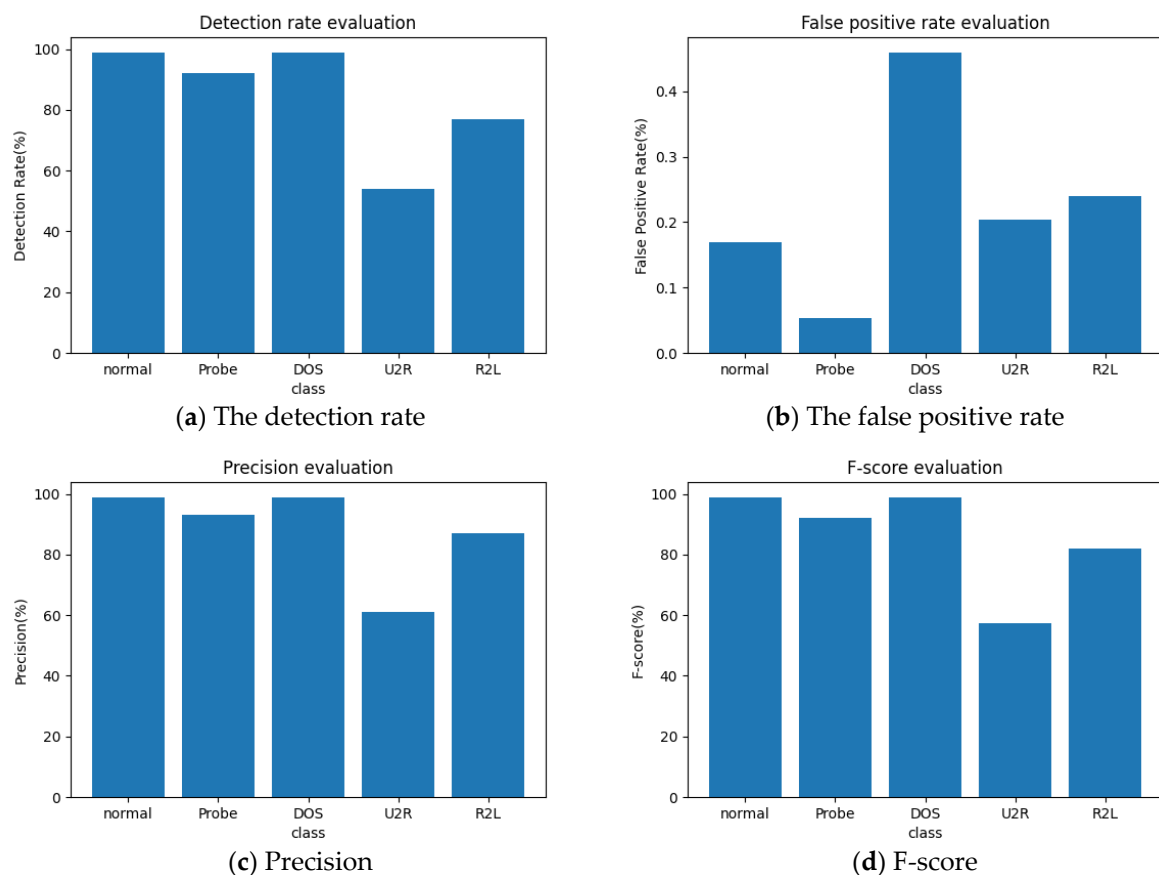 Detection rate evaluation
Detection Rate(%)
100
80
60
40
20
0
normal Probe DOS U2R R2L
class
(a) The detection rate
False positive rate evaluation
False Positive Rate(%)
0.4
0.3
0.2
0.1
0.0
normal Probe DOS U2R R2L
class
(b) The false positive rate
Precision evaluation
Precision(%)
100
80
60
40
20
0
normal Probe DOS U2R R2L
class
(c) Precision
F-score evaluation
F-score(%)
100
80
60
40
20
0
normal Probe DOS U2R R2L
class
(d) F-score